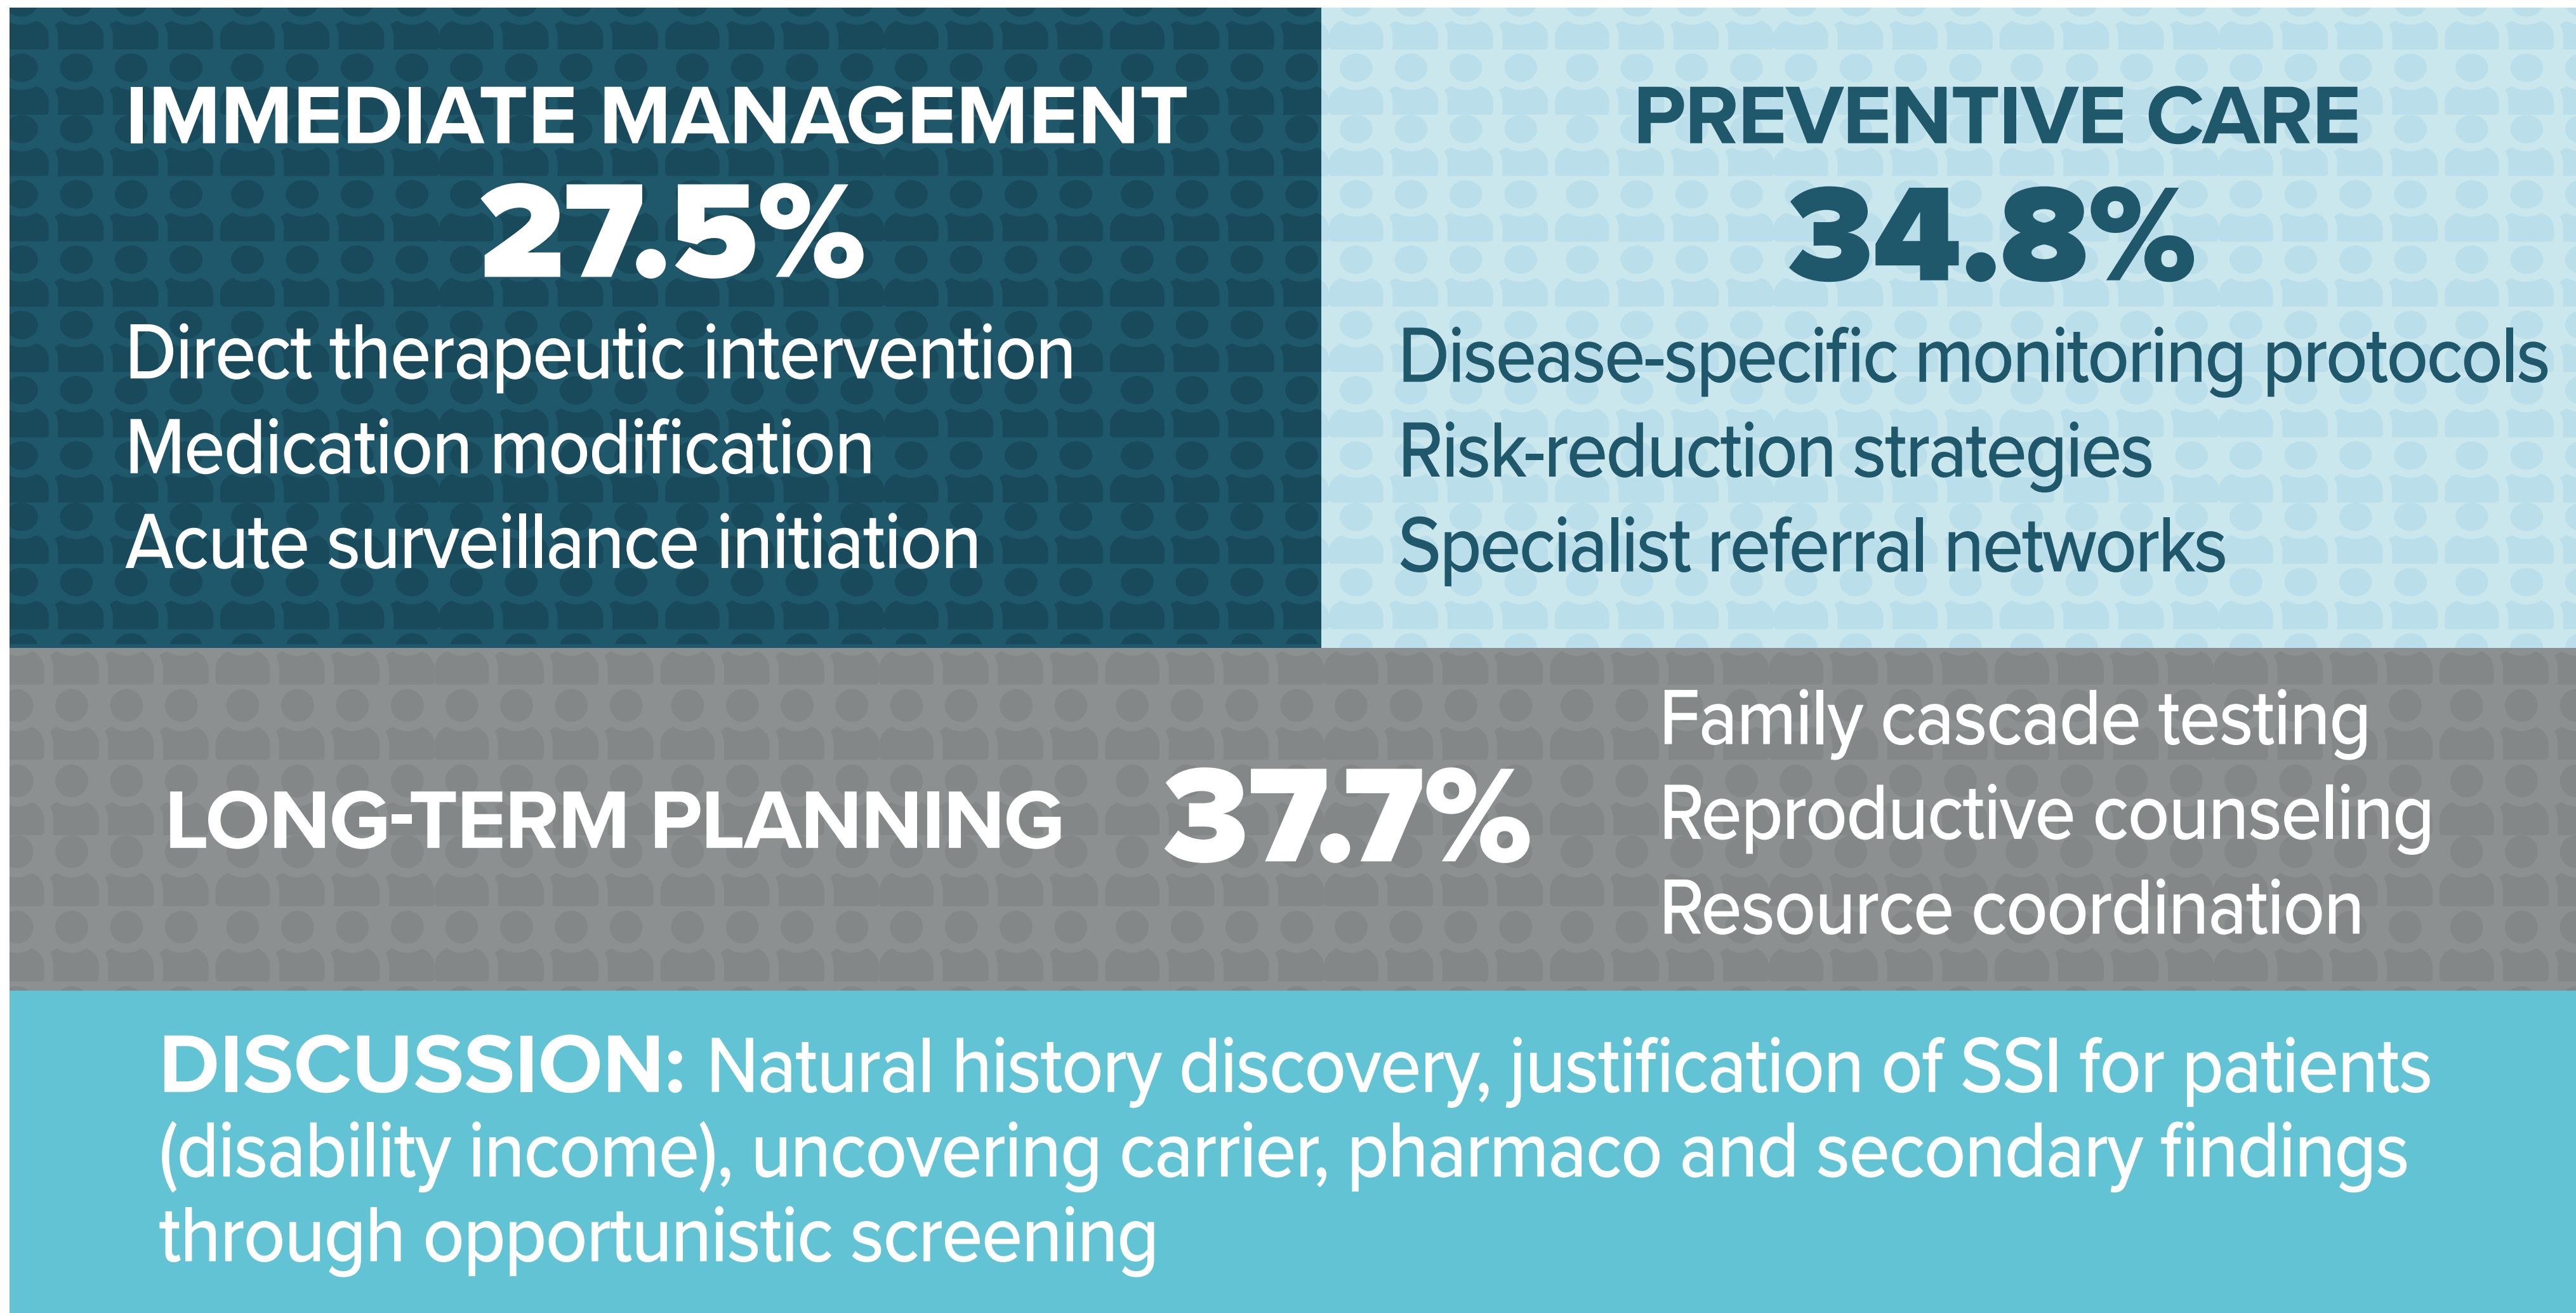 IMMEDIATE MANAGEMENT
27.5%
Direct therapeutic intervention
Medication modification
Acute surveillance initiation
PREVENTIVE CARE
34.8%
Disease-specific monitoring protocols
Risk-reduction strategies
Specialist referral networks
LONG-TERM PLANNING
37.7%
Family cascade testing
Reproductive counseling
Resource coordination
DISCUSSION: Natural history discovery, justification of SSI for patients
(disability income), uncovering carrier, pharmaco and secondary findings
through opportunistic screening